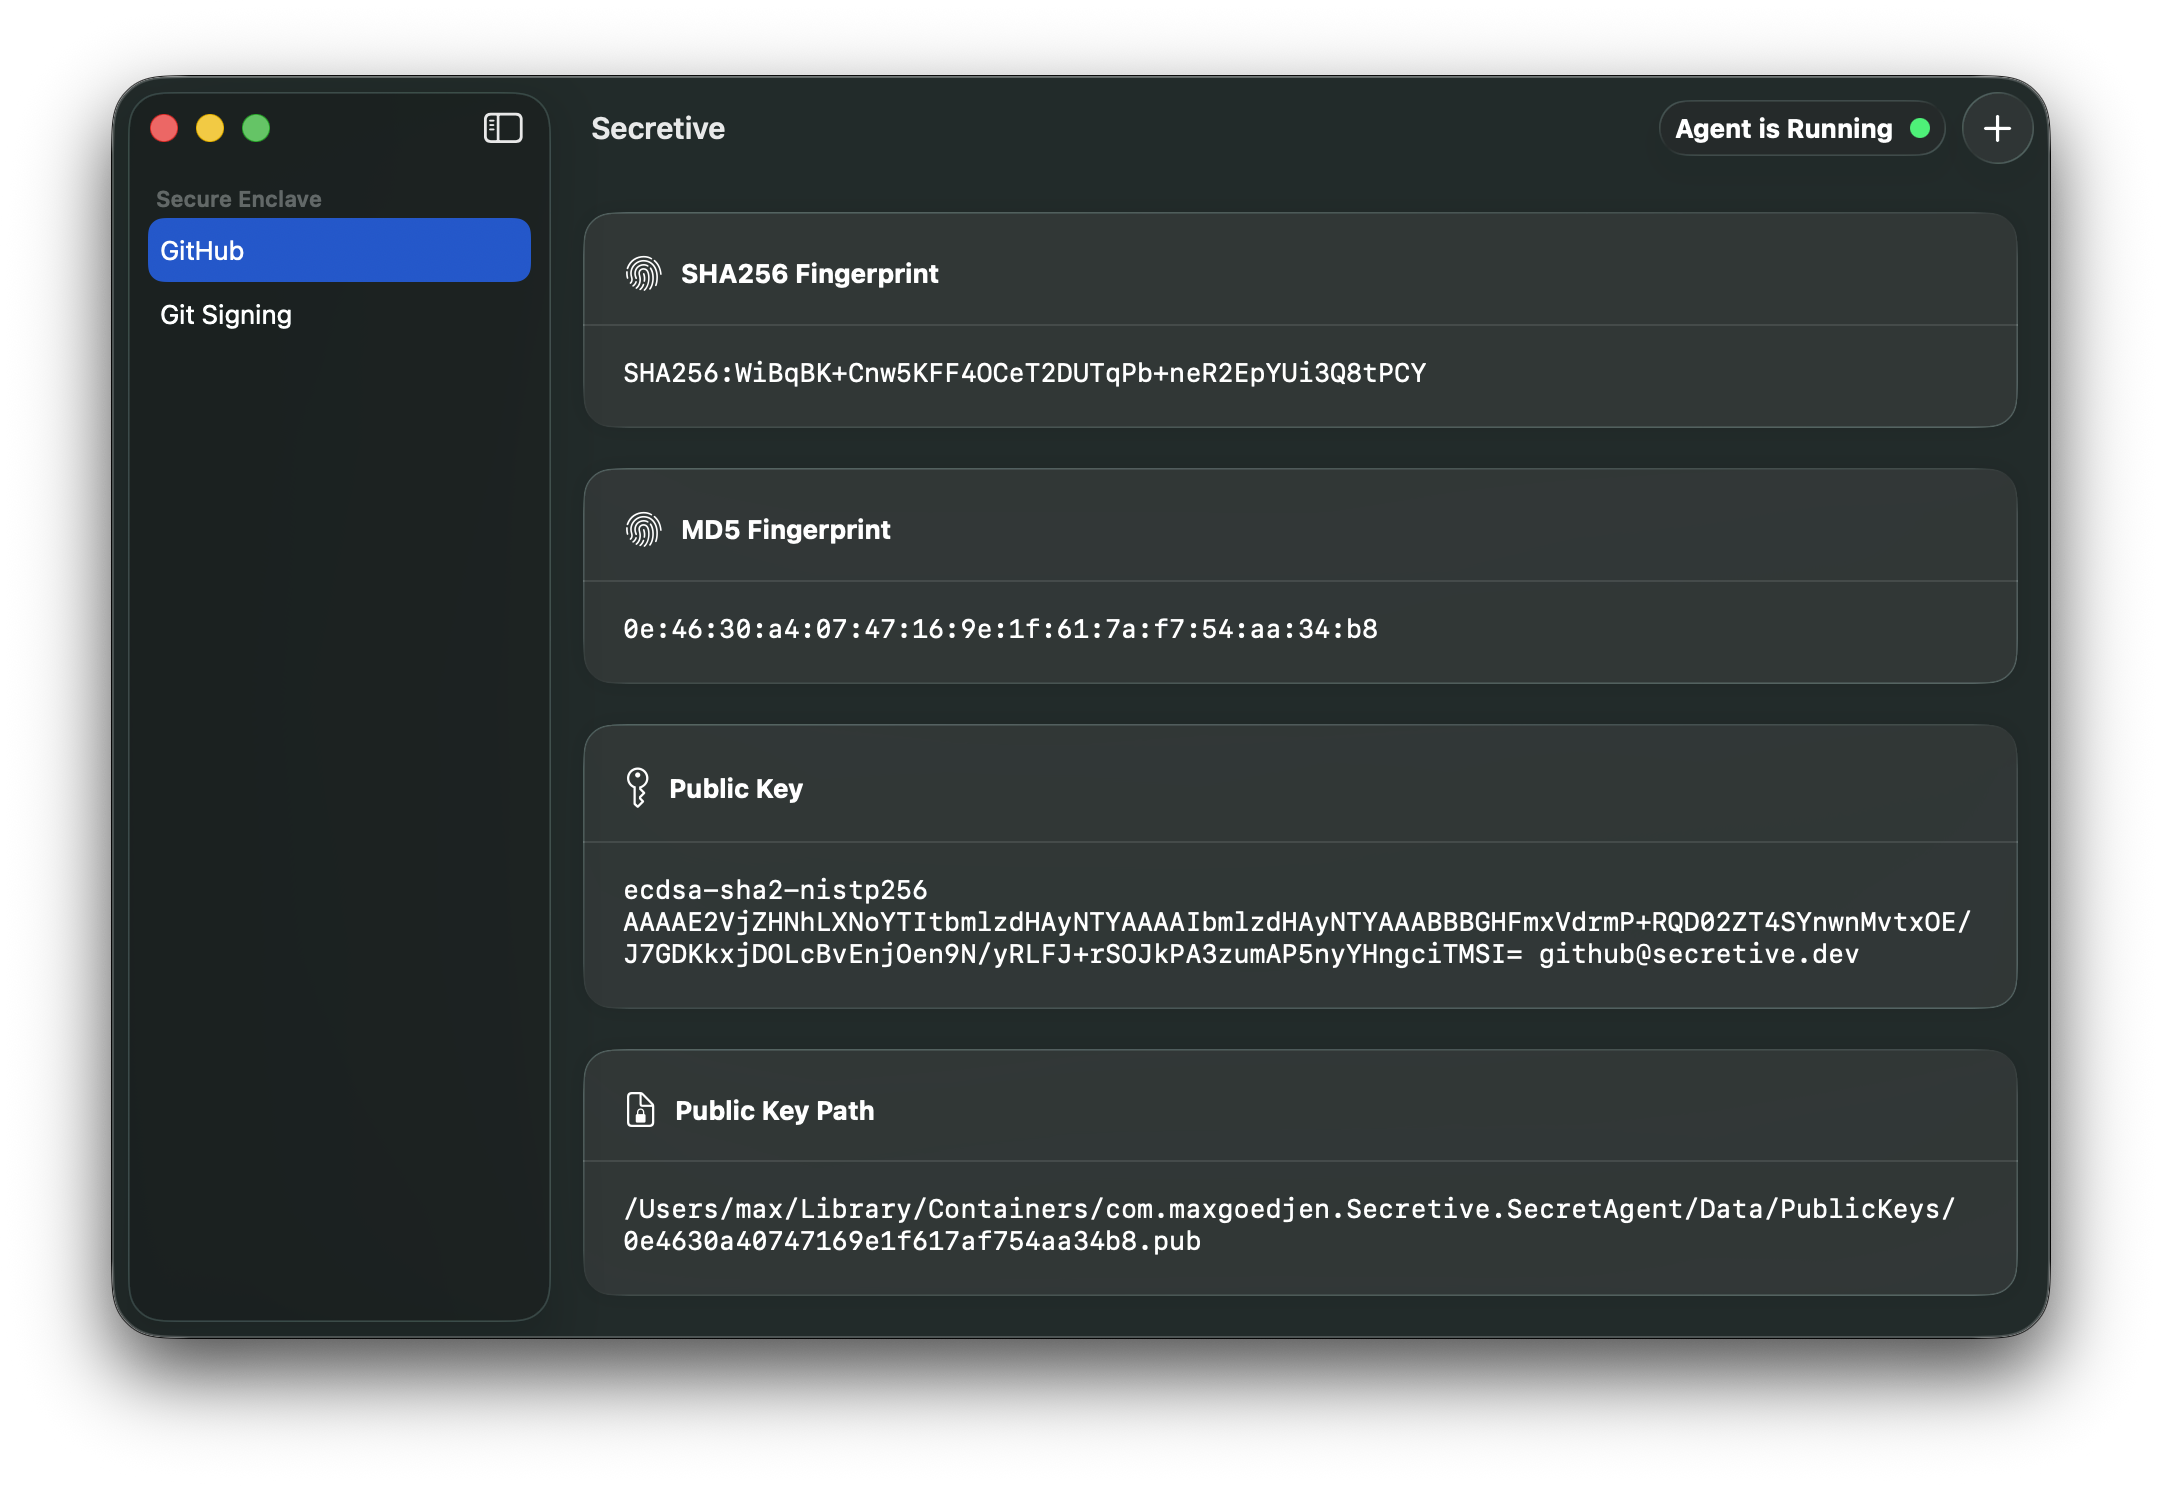 Secretive
Agent is Running
Secure Enclave
GitHub
Git Signing
SHA256 Fingerprint
SHA256:WiBqBK+Cnw5KFF4OCeT2DUTqPb+neR2EpYUi3Q8tPCY
MD5 Fingerprint
0e:46:30:a4:07:47:16:9e:1f:61:7a:f7:54:aa:34:b8
Public Key
ecdsa-sha2-nistp256
AAAAE2VjZHNhLXNoYTItbmlzdHAyNTYAAAAIbmlzdHAyNTYAAABBBGHFmxVdrmP+RQD02ZT4SYnwnMvtxOE/
J7GDKkxjDOLcBvEnjOen9N/yRLFJ+rSOJkPA3zumAP5nyYHngciTMSI= github@secretive.dev
Public Key Path
/Users/max/Library/Containers/com.maxgoedjen.Secretive.SecretAgent/Data/PublicKeys/
0e4630a40747169e1f617af754aa34b8.pub